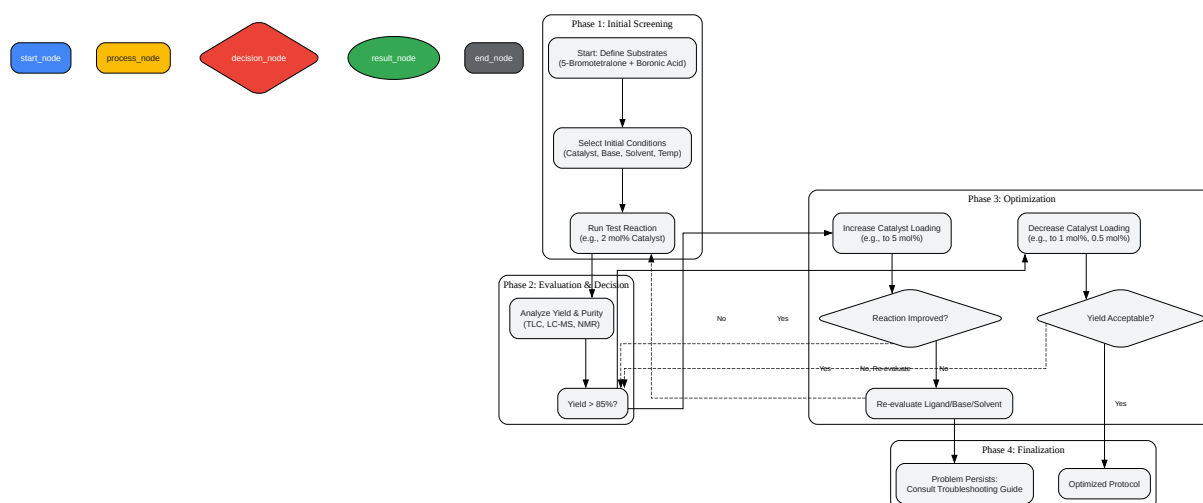 start_node
process_node
decision_node
result_node
end_node
Phase 1: Initial Screening
Start: Define Substrates
(5-Bromotetralone + Boronic Acid)
Select Initial Conditions
(Catalyst, Base, Solvent, Temp)
Run Test Reaction
(e.g., 2 mol% Catalyst)
Phase 2: Evaluation & Decision
Analyze Yield & Purity
(TLC, LC-MS, NMR)
Yield > 85%?
No
Yes
Phase 3: Optimization
Increase Catalyst Loading
(e.g., to 5 mol%)
Decrease Catalyst Loading
(e.g., to 1 mol%, 0.5 mol%)
Reaction Improved?
Yield Acceptable?
Yes
No, Re-evaluate
No
Re-evaluate Ligand/Base/Solvent
Yes
Phase 4: Finalization
Problem Persists:
Consult Troubleshooting Guide
Optimized Protocol